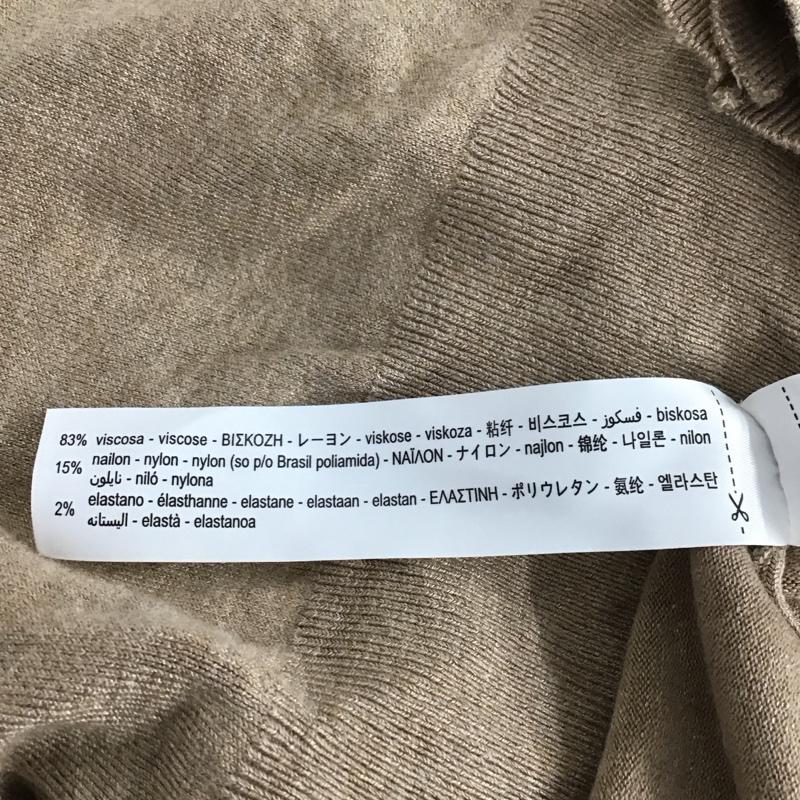 83% viscosa - viscose - ΒΙΣΚΟΖΗ - レーヨン - viskose - viskoza - 粘纤 - 비스코스 - فسكوز - biskosa
15% nailon - nylon - nylon (so p/o Brasil poliamida) - ΝΑΪΛΟΝ - ナイロン - najlon - 锦纶 - 나일론 - nilon
نايلون - niló - nylona
2% elastano - élasthanne - elastane - elastaan - elastan - ΕΛΑΣΤΙΝΗ - ポリウレタン - 氨纶 - 엘라스탄
اليستانه - elastà - elastanoa